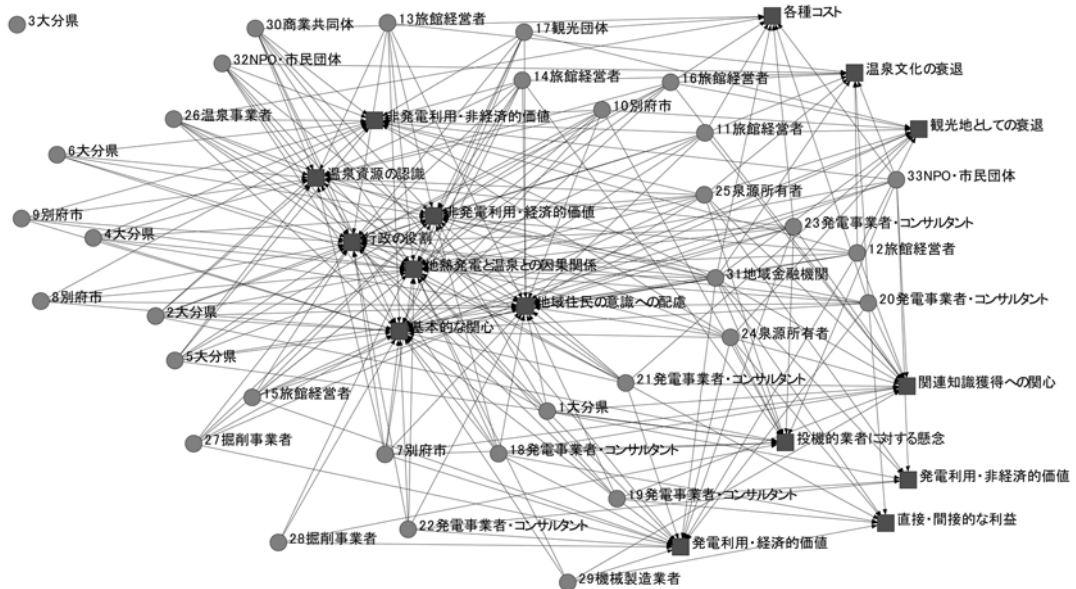 各種コスト
13旅館経営者
3大分県
30商業共同体
17観光団体
32NPO・市民団体
温泉文化の衰退
14旅館経営者
16旅館経営者
10別府市
26温泉事業者
非発電利用・非経済的価値
観光地としての衰退
11旅館経営者
6大分県
温泉資源の認識
33NPO・市民団体
25泉源所有者
9別府市
非発電利用・経済的価値
23発電事業者・コンサルタント
4大分県
行政の役割
12旅館経営者
地熱発電と温泉との因果関係
31地域金融機関
8別府市
20発電事業者・コンサルタント
地域住民の意識への配慮
2大分県
基本的な関心
24泉源所有者
5大分県
21発電事業者・コンサルタント
関連知識獲得への関心
15旅館経営者
1大分県
投機的業者に対する懸念
27掘削事業者
7別府市
18発電事業者・コンサルタント
発電利用・非経済的価値
19発電事業者・コンサルタント
直接・間接的な利益
22発電事業者・コンサルタント
28掘削事業者
発電利用・経済的価値
29機械製造業者